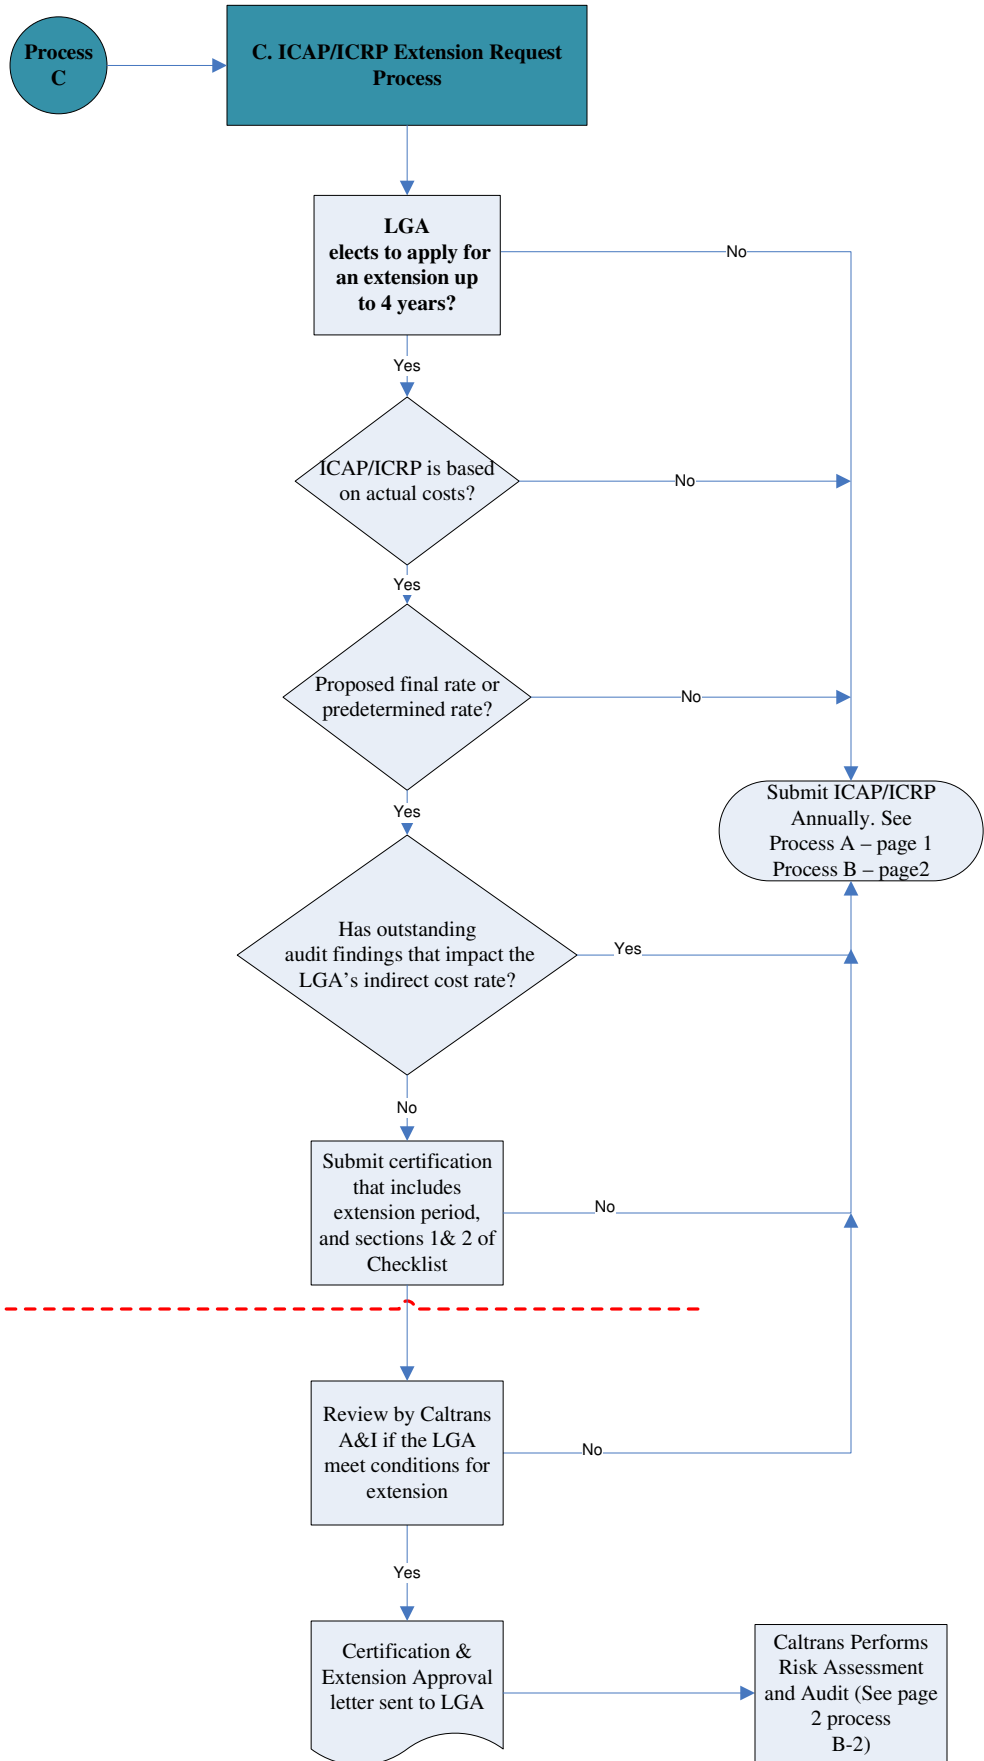 Process
C
C. ICAP/ICRP Extension Request
Process
LGA
elects to apply for
an extension up
to 4 years?
No
Yes
ICAP/ICRP is based
on actual costs?
No
Yes
Proposed final rate or
predetermined rate?
No
Yes
Submit ICAP/ICRP
Annually. See
Process A – page 1
Process B – page2
Has outstanding
audit findings that impact the
LGA's indirect cost rate?
Yes
No
Submit certification
that includes
extension period,
and sections 1& 2 of
Checklist
No
Review by Caltrans
A&I if the LGA
meet conditions for
extension
No
Yes
Certification &
Extension Approval
letter sent to LGA
Caltrans Performs
Risk Assessment
and Audit (See page
2 process
B-2)